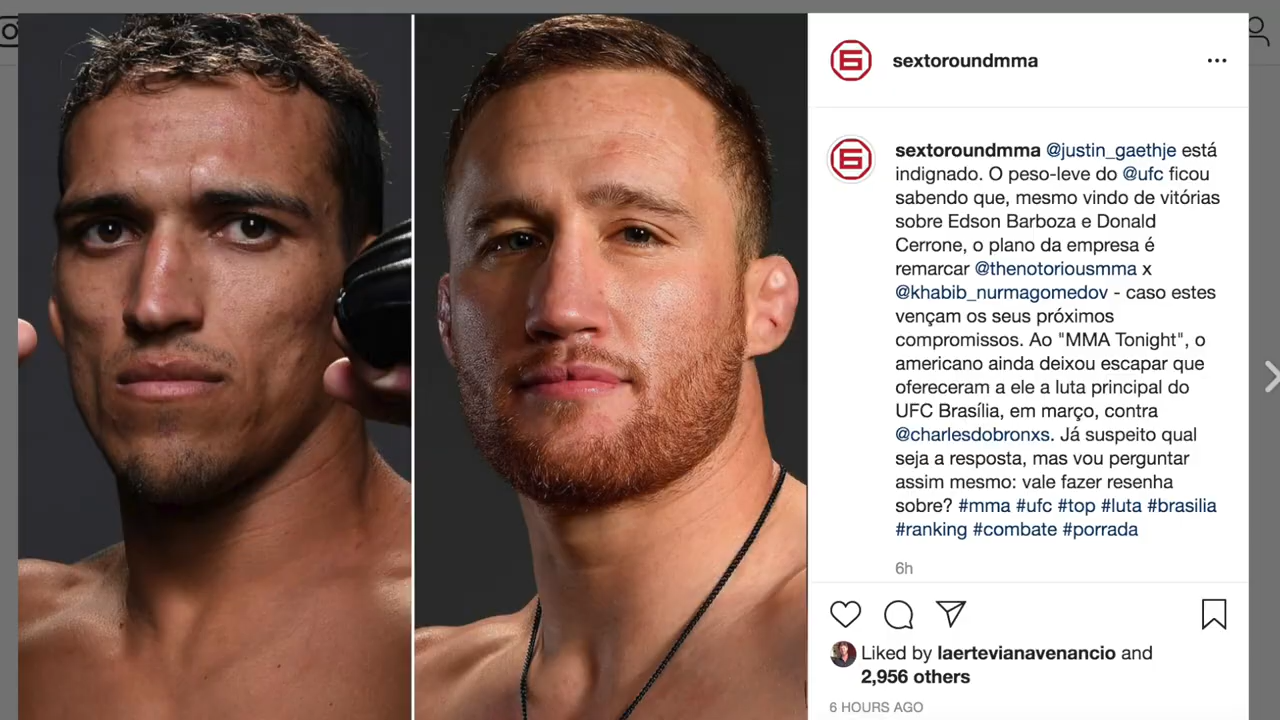 sextoroundmma
sextoroundmma @justin_gaethje está
indignado. O peso-leve do @ufc ficou
sabendo que, mesmo vindo de vitórias
sobre Edson Barboza e Donald
Cerrone, o plano da empresa é
remarcar @thenotoriousmma x
@khabib_nurmagomedov - caso estes
vençam os seus próximos
compromissos. Ao "MMA Tonight", o
americano ainda deixou escapar que
ofereceram a ele a luta principal do
UFC Brasília, em março, contra
@charlesdobronxs. Já suspeito qual
seja a resposta, mas vou perguntar
assim mesmo: vale fazer resenha
sobre? #mma #ufc #top #luta #brasilia
#ranking #combate #porrada
6h
Liked by laertevianavenancio and
2,956 others
6 HOURS AGO